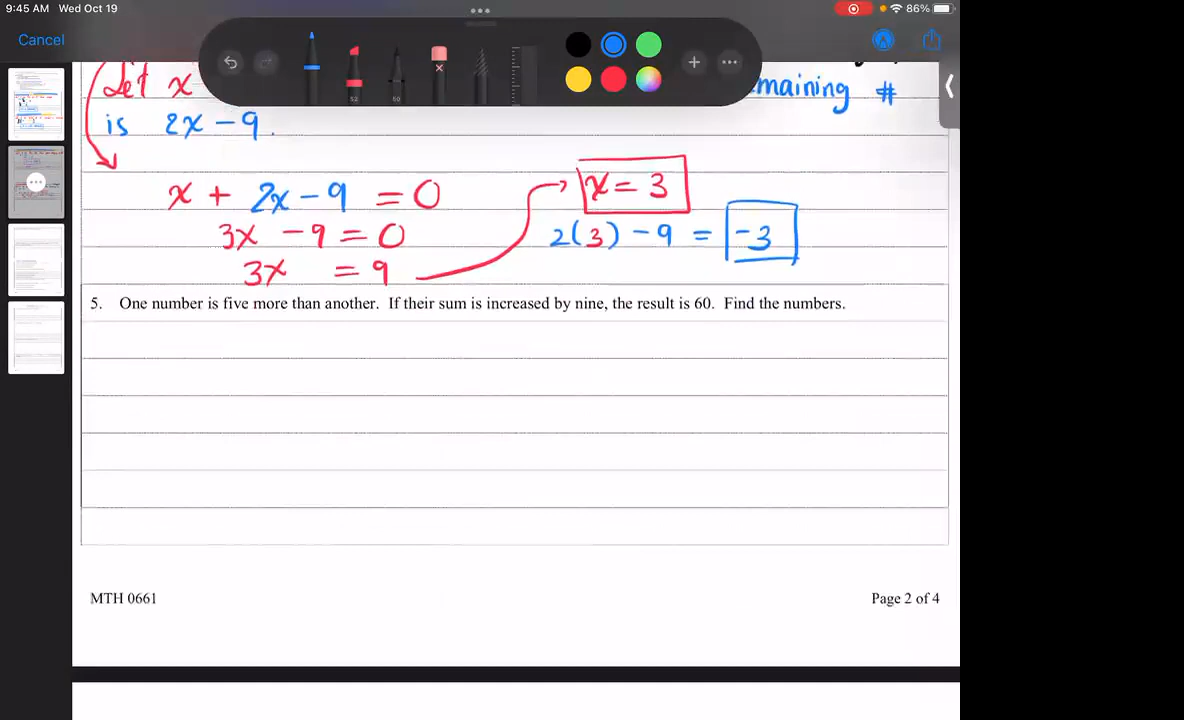 9:45 AM Wed Oct 19
86%
Cancel
52
60
Let x
maining #
is 2x - 9.
x + 2x - 9 = 0
x = 3
3x - 9 = 0
2(3) - 9 = -3
3x = 9
5. One number is five more than another. If their sum is increased by nine, the result is 60. Find the numbers.
MTH 0661
Page 2 of 4